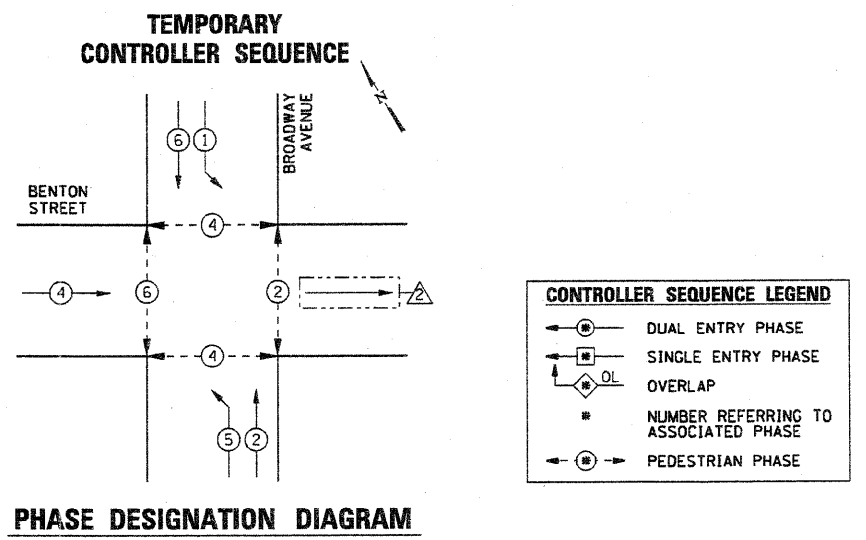 TEMPORARY
CONTROLLER SEQUENCE
N
BROADWAY
AVENUE
6 1
BENTON
STREET
4
4
6
2
2
4
5 2
PHASE DESIGNATION DIAGRAM
CONTROLLER SEQUENCE LEGEND
* DUAL ENTRY PHASE
* SINGLE ENTRY PHASE
* OL OVERLAP
* NUMBER REFERRING TO
ASSOCIATED PHASE
* PEDESTRIAN PHASE